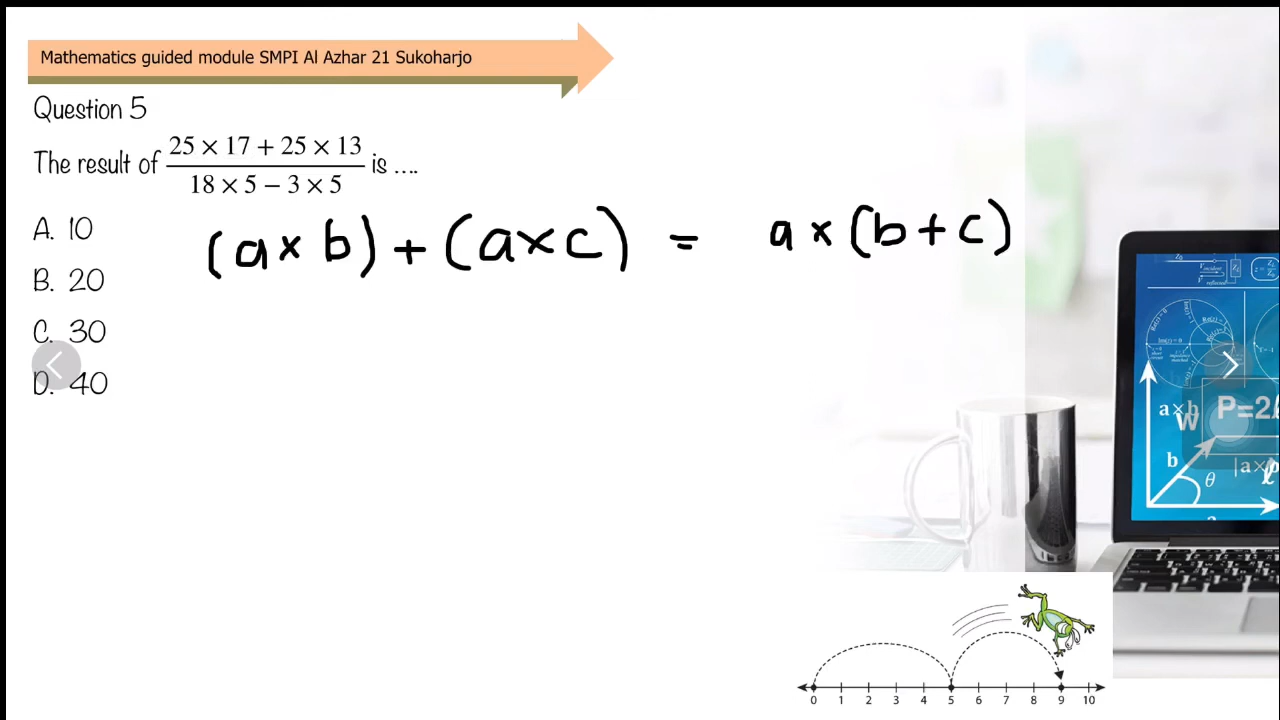 Mathematics guided module SMPI Al Azhar 21 Sukoharjo
Question 5
The result of (25 × 17 + 25 × 13) / (18 × 5 − 3 × 5) is ....
A. 10
(a × b) + (a × c) = a × (b + c)
B. 20
C. 30
D. 40
a×b P=2
W
b θ |a×
0 1 2 3 4 5 6 7 8 9 10